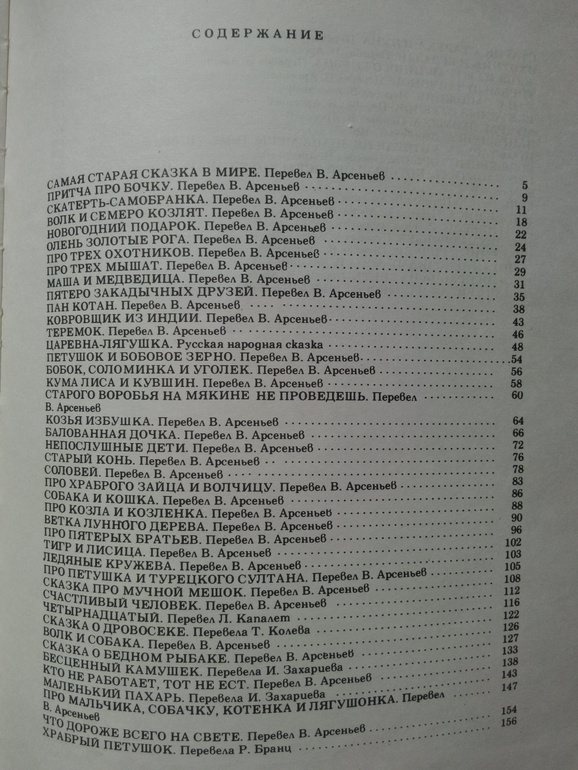 СОДЕРЖАНИЕ
САМАЯ СТАРАЯ СКАЗКА В МИРЕ. Перевел В. Арсеньев 5
ПРИТЧА ПРО БОЧКУ. Перевел В. Арсеньев 9
СКАТЕРТЬ-САМОБРАНКА. Перевел В. Арсеньев 11
ВОЛК И СЕМЕРО КОЗЛЯТ. Перевел В. Арсеньев 18
НОВОГОДНИЙ ПОДАРОК. Перевел В. Арсеньев 22
ОЛЕНЬ ЗОЛОТЫЕ РОГА. Перевел В. Арсеньев 24
ПРО ТРЕХ ОХОТНИКОВ. Перевел В. Арсеньев 27
ПРО ТРЕХ МЫШАТ. Перевел В. Арсеньев 29
МАША И МЕДВЕДИЦА. Перевел В. Арсеньев 31
ПЯТЕРО ЗАКАДЫЧНЫХ ДРУЗЕЙ. Перевел В. Арсеньев 35
ПАН КОТАН. Перевел В. Арсеньев 38
КОВРОВЩИК ИЗ ИНДИИ. Перевел В. Арсеньев 43
ТЕРЕМОК. Перевел В. Арсеньев 46
ЦАРЕВНА-ЛЯГУШКА. Русская народная сказка 48
ПЕТУШОК И БОБОВОЕ ЗЕРНО. Перевел В. Арсеньев 54
БОБОК, СОЛОМИНКА И УГОЛЕК. Перевел В. Арсеньев 56
КУМА ЛИСА И КУВШИН. Перевел В. Арсеньев 58
СТАРОГО ВОРОБЬЯ НА МЯКИНЕ НЕ ПРОВЕДЕШЬ. Перевел 60
В. Арсеньев
КОЗЬЯ ИЗБУШКА. Перевел В. Арсеньев 64
БАЛОВАННАЯ ДОЧКА. Перевел В. Арсеньев 66
НЕПОСЛУШНЫЕ ДЕТИ. Перевел В. Арсеньев 72
СТАРЫЙ КОНЬ. Перевел В. Арсеньев 76
СОЛОВЕЙ. Перевел В. Арсеньев 78
ПРО ХРАБРОГО ЗАЙЦА И ВОЛЧИЦУ. Перевел В. Арсеньев 83
СОБАКА И КОШКА. Перевел В. Арсеньев 86
ПРО КОЗЛА И КОЗЛЕНКА. Перевел В. Арсеньев 88
ВЕТКА ЛУННОГО ДЕРЕВА. Перевел В. Арсеньев 90
ПРО ПЯТЕРЫХ БРАТЬЕВ. Перевел В. Арсеньев 96
ТИГР И ЛИСИЦА. Перевел В. Арсеньев 102
ЛЕДЯНЫЕ КРУЖЕВА. Перевел В. Арсеньев 103
ПРО ПЕТУШКА И ТУРЕЦКОГО СУЛТАНА. Перевел В. Арсеньев 105
СКАЗКА ПРО МУЧНОЙ МЕШОК. Перевел В. Арсеньев 108
СЧАСТЛИВЫЙ ЧЕЛОВЕК. Перевел В. Арсеньев 112
ЧЕТЫРНАДЦАТЫЙ. Перевел Л. Капалет 116
СКАЗКА О ДРОВОСЕКЕ. Перевела Т. Колева 122
ВОЛК И СОБАКА. Перевел В. Арсеньев 126
СКАЗКА О БЕДНОМ РЫБАКЕ. Перевел В. Арсеньев 127
БЕСЦЕННЫЙ КАМУШЕК. Перевела И. Захариева 133
КТО НЕ РАБОТАЕТ, ТОТ НЕ ЕСТ. Перевел В. Арсеньев 138
МАЛЕНЬКИЙ ПАХАРЬ. Перевела И. Захариева 143
ПРО МАЛЬЧИКА, СОБАЧКУ, КОТЕНКА И ЛЯГУШОНКА. Перевел 147
В. Арсеньев
ЧТО ДОРОЖЕ ВСЕГО НА СВЕТЕ. Перевел В. Арсеньев 154
ХРАБРЫЙ ПЕТУШОК. Перевела Р. Бранц 156